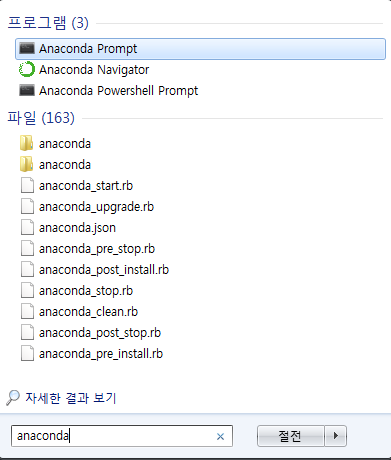 프로그램 (3)
Anaconda Prompt
Anaconda Navigator
Anaconda Powershell Prompt
파일 (163)
anaconda
anaconda
anaconda_start.rb
anaconda_upgrade.rb
anaconda.json
anaconda_pre_stop.rb
anaconda_post_install.rb
anaconda_stop.rb
anaconda_clean.rb
anaconda_post_stop.rb
anaconda_pre_install.rb
자세한 결과 보기
anaconda
절전